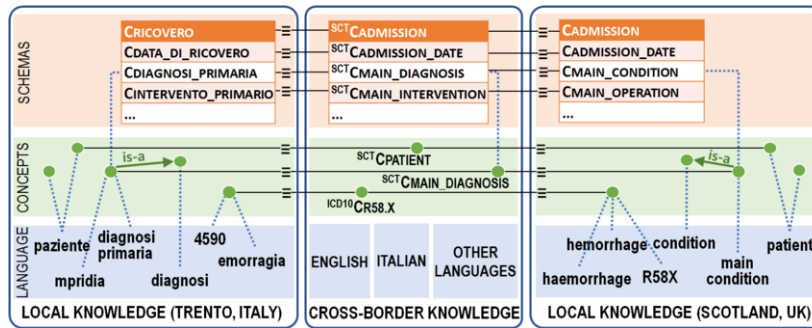 SCHEMAS
CRICOVERO
CDATA_DI_RICOVERO
CDIAGNOSI_PRIMARIA
CINTERVENTO_PRIMARIO
...
≡
≡
≡
≡
SCTCADMISSION
SCTCADMISSION_DATE
SCTCMAIN_DIAGNOSIS
SCTCMAIN_INTERVENTION
...
≡
≡
≡
≡
CADMISSION
CADMISSION_DATE
CMAIN_CONDITION
CMAIN_OPERATION
...
CONCEPTS
is-a
≡
≡
≡
SCTCPATIENT
SCTCMAIN_DIAGNOSIS
ICD10CR58.X
≡
≡
≡
is-a
LANGUAGE
paziente
mpridia
diagnosi
primaria
diagnosi
4590
emorragia
ENGLISH
ITALIAN
OTHER
LANGUAGES
hemorrhage
haemorrhage
R58X
condition
main
condition
patient
LOCAL KNOWLEDGE (TRENTO, ITALY)
CROSS-BORDER KNOWLEDGE
LOCAL KNOWLEDGE (SCOTLAND, UK)